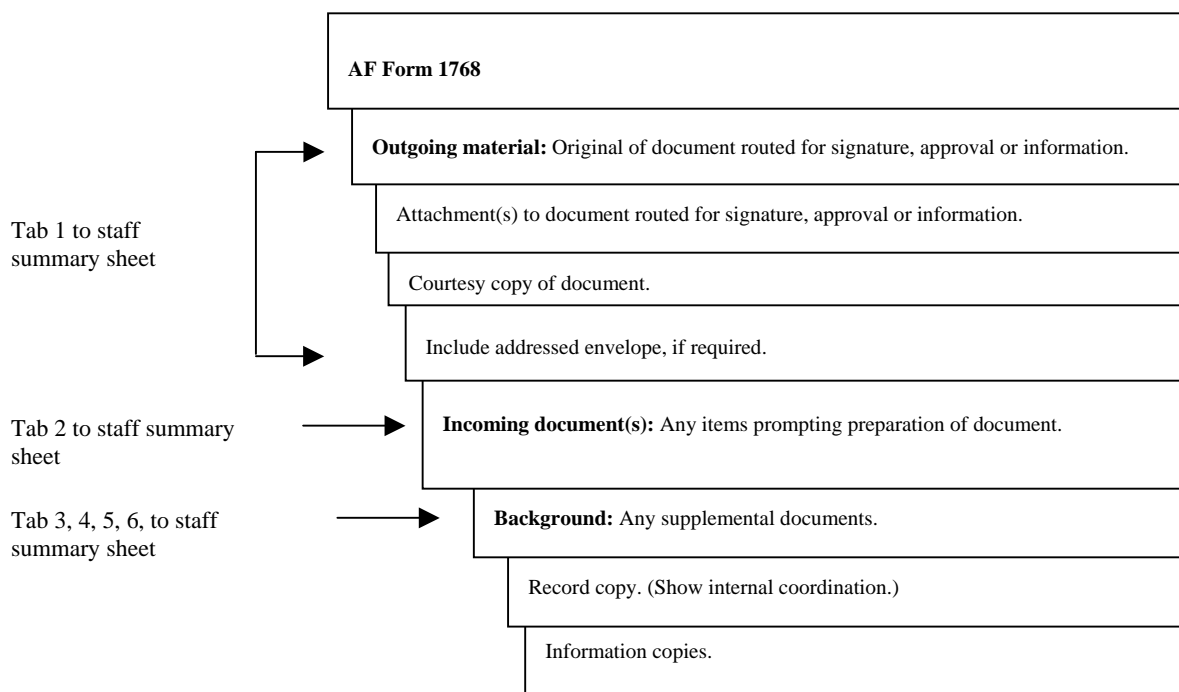 AF Form 1768
Outgoing material: Original of document routed for signature, approval or information.
Tab 1 to staff
summary sheet
Attachment(s) to document routed for signature, approval or information.
Courtesy copy of document.
Include addressed envelope, if required.
Tab 2 to staff summary
sheet
Incoming document(s): Any items prompting preparation of document.
Tab 3, 4, 5, 6, to staff
summary sheet
Background: Any supplemental documents.
Record copy. (Show internal coordination.)
Information copies.